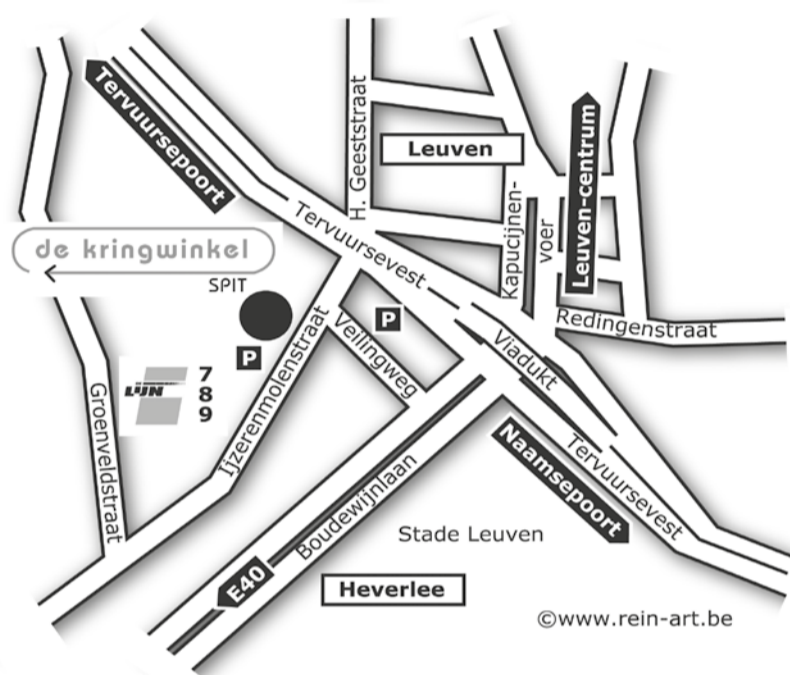 Tervuursepoort
H. Geeststraat
Leuven
Leuven-centrum
Kapucijnen-
voer
Tervuursevest
de kringwinkel
SPIT
P
P
Veilingweg
Redingenstraat
Viadukt
LIJN
7
8
9
Groenveldstraat
Ijzerenmolenstraat
Naamsepoort
Tervuursevest
Boudewijnlaan
Stade Leuven
E40
Heverlee
©www.rein-art.be